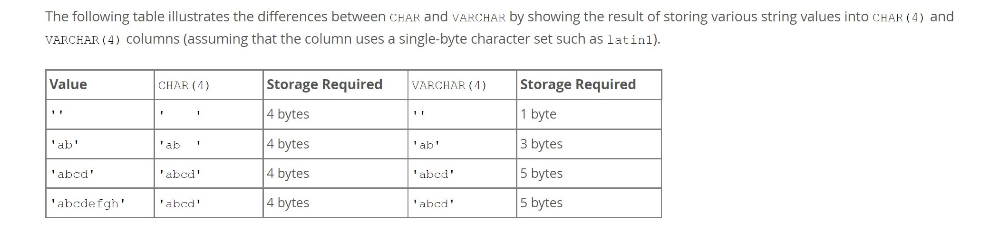 The following table illustrates the differences between CHAR and VARCHAR by showing the result of storing various string values into CHAR(4) and
VARCHAR(4) columns (assuming that the column uses a single-byte character set such as latin1).
Value CHAR(4) Storage Required VARCHAR(4) Storage Required
'' '    ' 4 bytes '' 1 byte
'ab' 'ab  ' 4 bytes 'ab' 3 bytes
'abcd' 'abcd' 4 bytes 'abcd' 5 bytes
'abcdefgh' 'abcd' 4 bytes 'abcd' 5 bytes